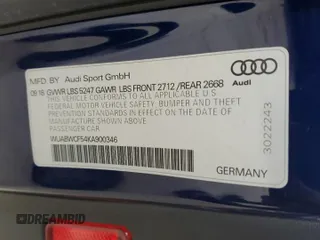 MFD. BY Audi Sport GmbH
09 18 GVWR LBS 5247 GAWR LBS FRONT 2712 /REAR 2668
THIS VEHICLE CONFORMS TO ALL APPLICABLE U.S.
FEDERAL MOTOR VEHICLE SAFETY, BUMPER AND THEFT
PREVENTION STANDARDS IN EFFECT ON THE DATE OF
MANUFACTURE SHOWN ABOVE
PASSENGER CAR
WUABWCF54KA900346
GERMANY
Audi
3022243
DREAMBID